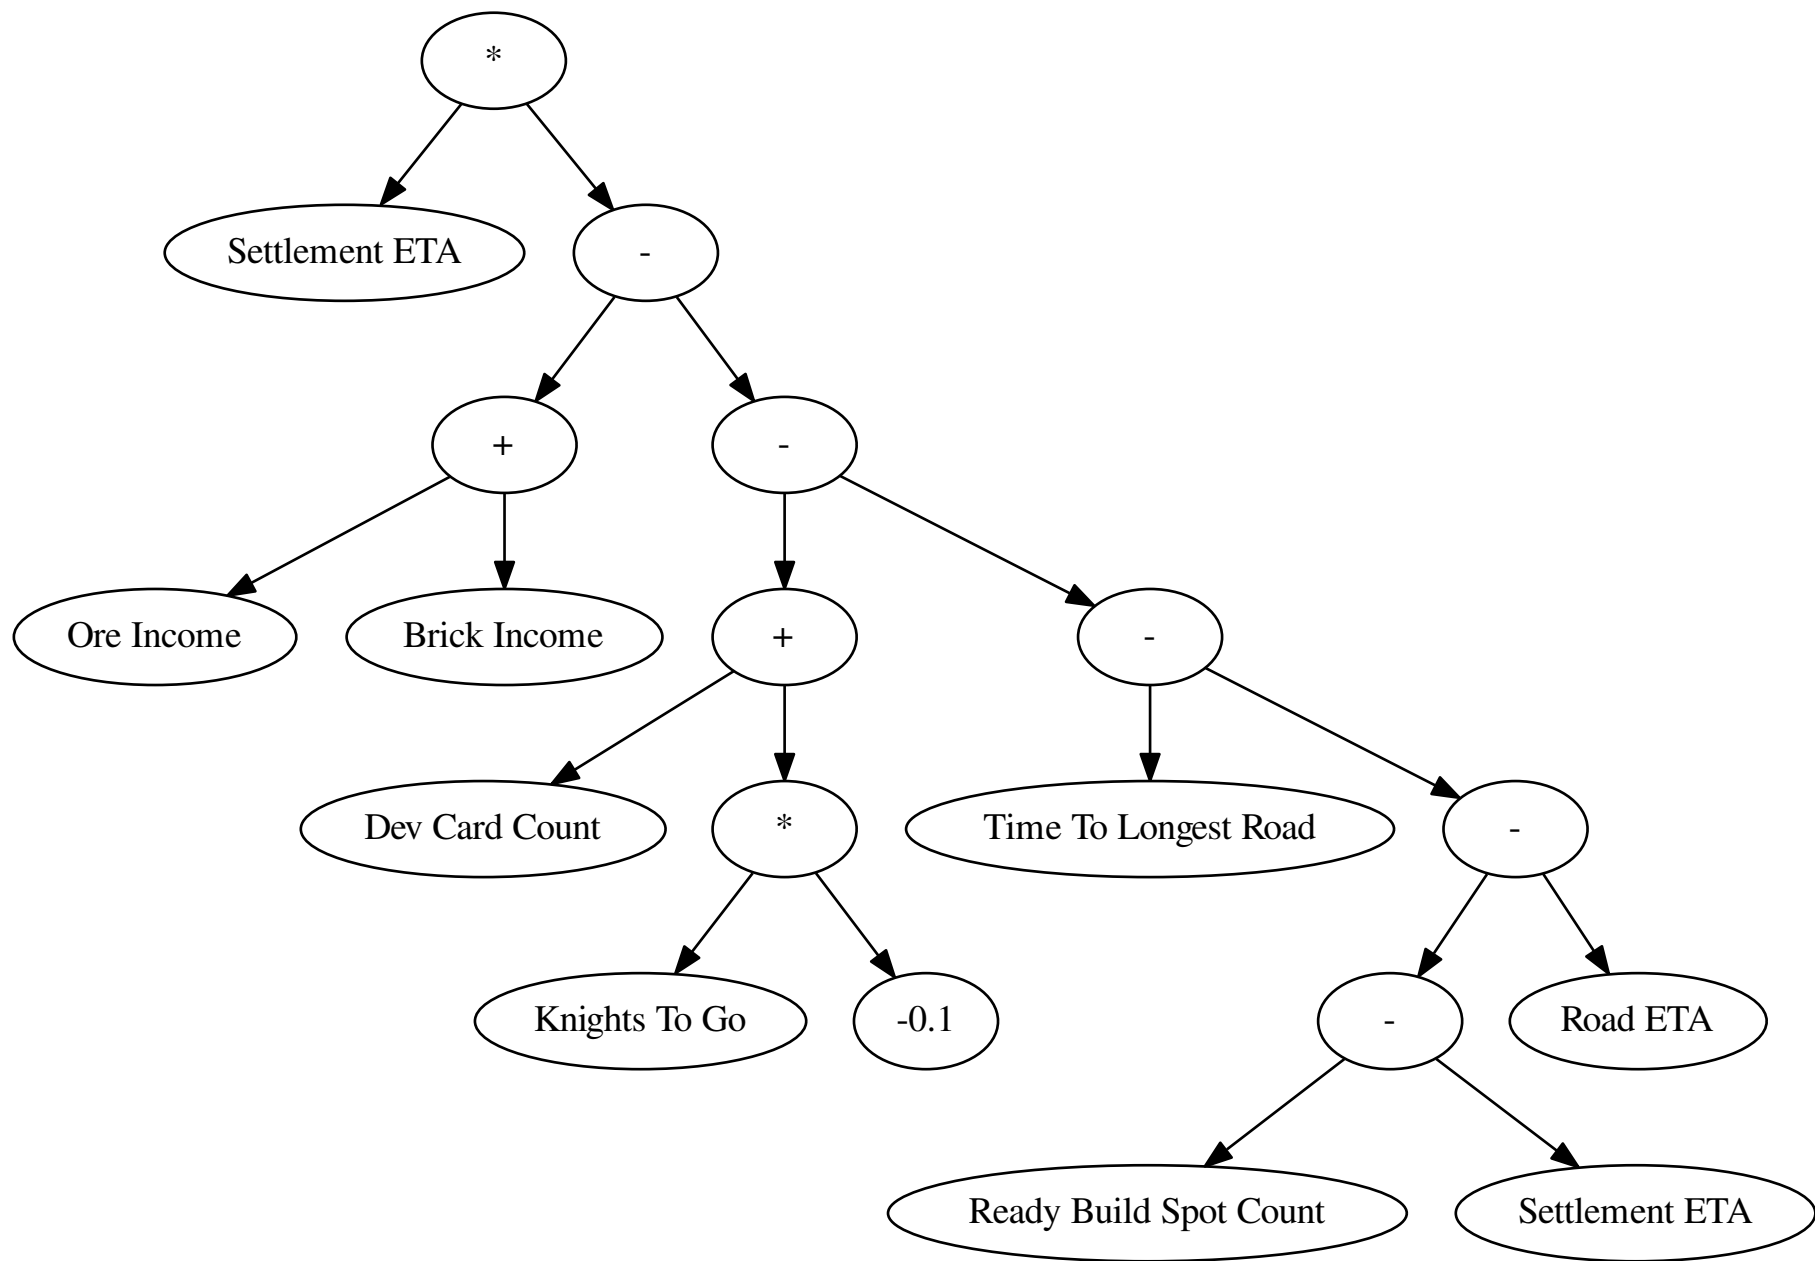 *
Settlement ETA
-
+
-
Ore Income
Brick Income
+
-
Dev Card Count
*
Time To Longest Road
-
Knights To Go
-0.1
-
Road ETA
Ready Build Spot Count
Settlement ETA